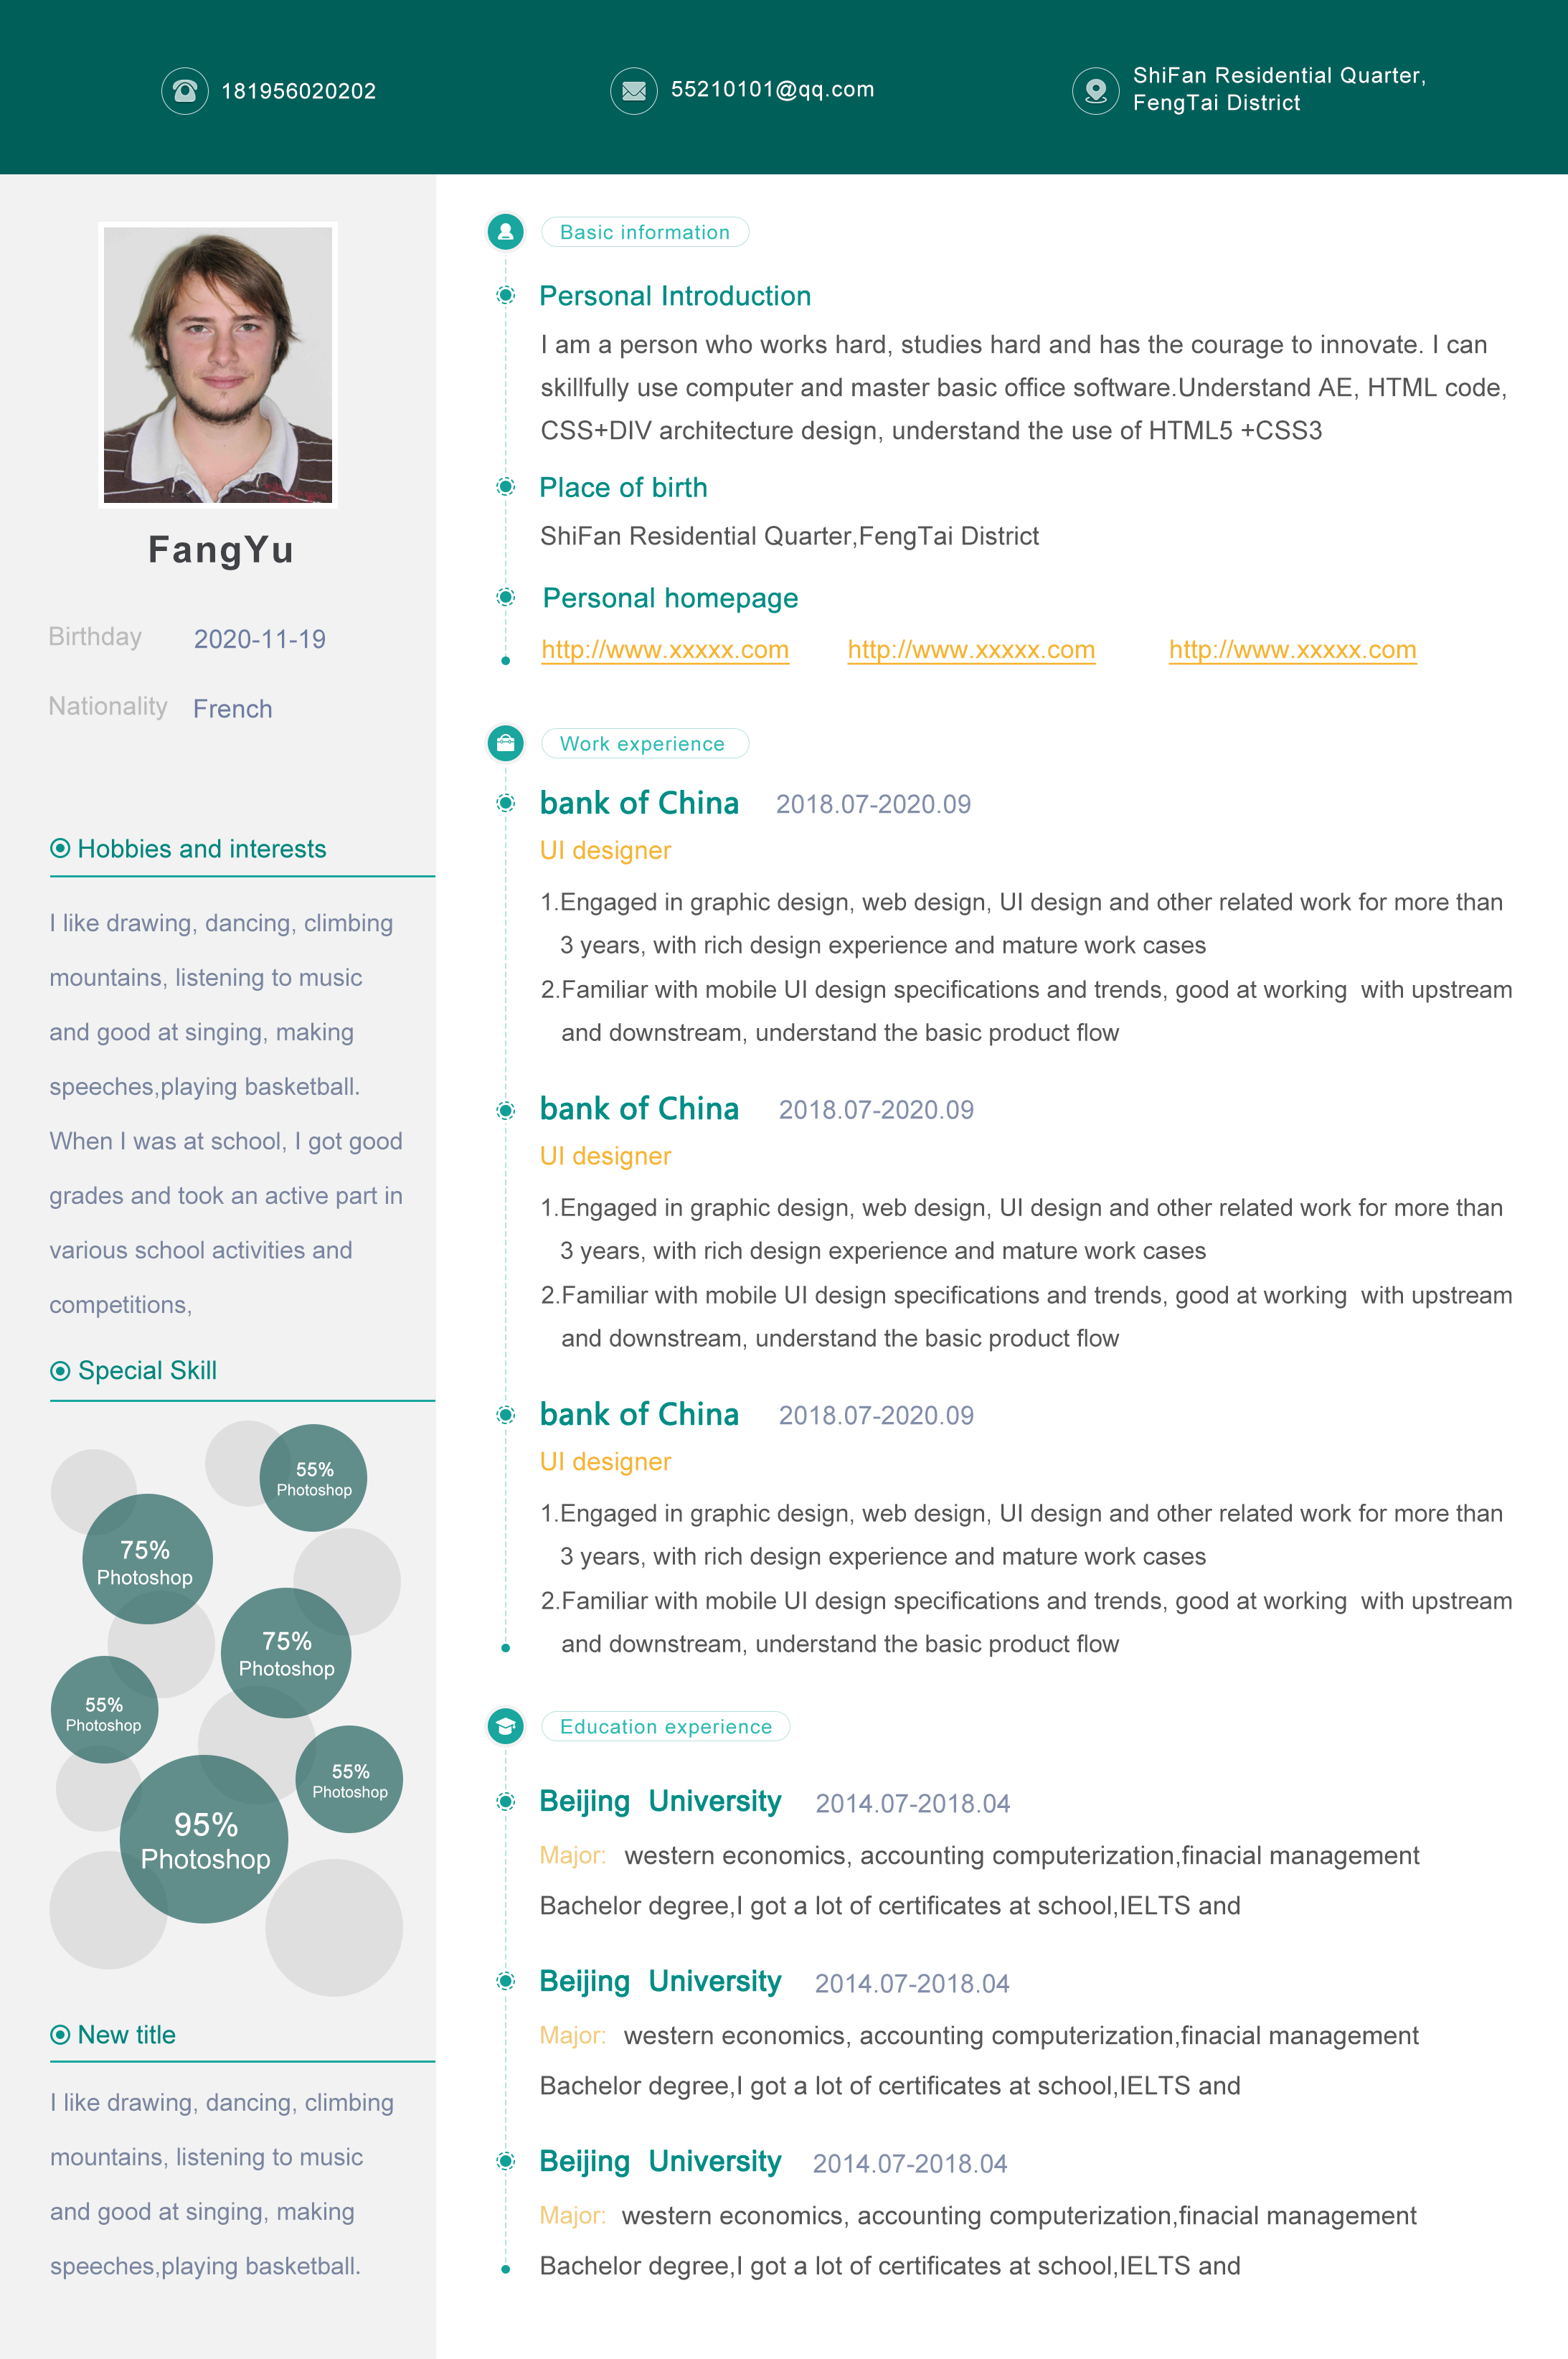 181956020202
55210101@qq.com
ShiFan Residential Quarter,
FengTai District
FangYu
Birthday 2020-11-19
Nationality French
Hobbies and interests
I like drawing, dancing, climbing
mountains, listening to music
and good at singing, making
speeches,playing basketball.
When I was at school, I got good
grades and took an active part in
various school activities and
competitions,
Special Skill
55%
Photoshop
75%
Photoshop
75%
Photoshop
55%
Photoshop
55%
Photoshop
95%
Photoshop
New title
I like drawing, dancing, climbing
mountains, listening to music
and good at singing, making
speeches,playing basketball.
Basic information
Personal Introduction
I am a person who works hard, studies hard and has the courage to innovate. I can
skillfully use computer and master basic office software.Understand AE, HTML code,
CSS+DIV architecture design, understand the use of HTML5 +CSS3
Place of birth
ShiFan Residential Quarter,FengTai District
Personal homepage
http://www.xxxxx.com http://www.xxxxx.com http://www.xxxxx.com
Work experience
bank of China 2018.07-2020.09
UI designer
1.Engaged in graphic design, web design, UI design and other related work for more than
3 years, with rich design experience and mature work cases
2.Familiar with mobile UI design specifications and trends, good at working  with upstream
and downstream, understand the basic product flow
bank of China 2018.07-2020.09
UI designer
1.Engaged in graphic design, web design, UI design and other related work for more than
3 years, with rich design experience and mature work cases
2.Familiar with mobile UI design specifications and trends, good at working  with upstream
and downstream, understand the basic product flow
bank of China 2018.07-2020.09
UI designer
1.Engaged in graphic design, web design, UI design and other related work for more than
3 years, with rich design experience and mature work cases
2.Familiar with mobile UI design specifications and trends, good at working  with upstream
and downstream, understand the basic product flow
Education experience
Beijing  University 2014.07-2018.04
Major: western economics, accounting computerization,finacial management
Bachelor degree,I got a lot of certificates at school,IELTS and
Beijing  University 2014.07-2018.04
Major: western economics, accounting computerization,finacial management
Bachelor degree,I got a lot of certificates at school,IELTS and
Beijing  University 2014.07-2018.04
Major: western economics, accounting computerization,finacial management
Bachelor degree,I got a lot of certificates at school,IELTS and